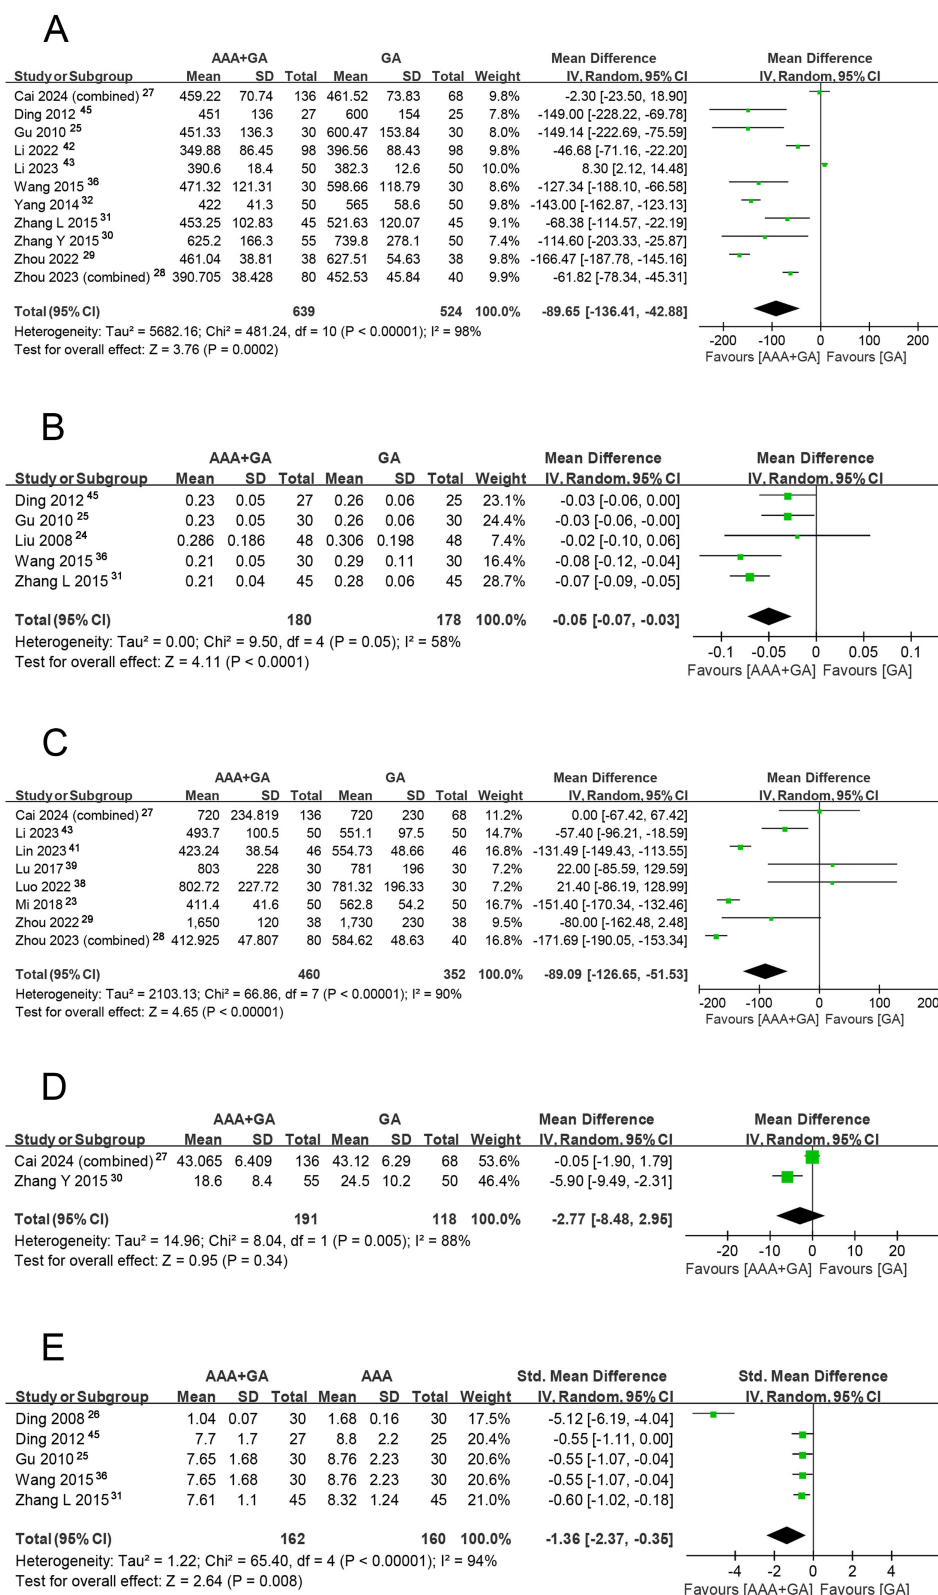 A
AAA+GA GA Mean Difference Mean Difference
Study or Subgroup Mean SD Total Mean SD Total Weight IV, Random, 95% CI IV, Random, 95% CI
Cai 2024 (combined) 27 459.22 70.74 136 461.52 73.83 68 9.8% -2.30 [-23.50, 18.90]
Ding 2012 45 451 136 27 600 154 25 7.8% -149.00 [-228.22, -69.78]
Gu 2010 25 451.33 136.3 30 600.47 153.84 30 8.0% -149.14 [-222.69, -75.59]
Li 2022 42 349.88 86.45 98 396.56 88.43 98 9.8% -46.68 [-71.16, -22.20]
Li 2023 43 390.6 18.4 50 382.3 12.6 50 10.0% 8.30 [2.12, 14.48]
Wang 2015 36 471.32 121.31 30 598.66 118.79 30 8.6% -127.34 [-188.10, -66.58]
Yang 2014 32 422 41.3 50 565 58.6 50 9.9% -143.00 [-162.87, -123.13]
Zhang L 2015 31 453.25 102.83 45 521.63 120.07 45 9.1% -68.38 [-114.57, -22.19]
Zhang Y 2015 30 625.2 166.3 55 739.8 278.1 50 7.4% -114.60 [-203.33, -25.87]
Zhou 2022 29 461.04 38.81 38 627.51 54.63 38 9.8% -166.47 [-187.78, -145.16]
Zhou 2023 (combined) 28 390.705 38.428 80 452.53 45.84 40 9.9% -61.82 [-78.34, -45.31]
Total (95% CI) 639 524 100.0% -89.65 [-136.41, -42.88]
Heterogeneity: Tau² = 5682.16; Chi² = 481.24, df = 10 (P < 0.00001); I² = 98%
Test for overall effect: Z = 3.76 (P = 0.0002)
-200 -100 0 100 200
Favours [AAA+GA] Favours [GA]
B
AAA+GA GA Mean Difference Mean Difference
Study or Subgroup Mean SD Total Mean SD Total Weight IV, Random, 95% CI IV, Random, 95% CI
Ding 2012 45 0.23 0.05 27 0.26 0.06 25 23.1% -0.03 [-0.06, 0.00]
Gu 2010 25 0.23 0.05 30 0.26 0.06 30 24.4% -0.03 [-0.06, -0.00]
Liu 2008 24 0.286 0.186 48 0.306 0.198 48 7.4% -0.02 [-0.10, 0.06]
Wang 2015 36 0.21 0.05 30 0.29 0.11 30 16.4% -0.08 [-0.12, -0.04]
Zhang L 2015 31 0.21 0.04 45 0.28 0.06 45 28.7% -0.07 [-0.09, -0.05]
Total (95% CI) 180 178 100.0% -0.05 [-0.07, -0.03]
Heterogeneity: Tau² = 0.00; Chi² = 9.50, df = 4 (P = 0.05); I² = 58%
Test for overall effect: Z = 4.11 (P < 0.0001)
-0.1 -0.05 0 0.05 0.1
Favours [AAA+GA] Favours [GA]
C
AAA+GA GA Mean Difference Mean Difference
Study or Subgroup Mean SD Total Mean SD Total Weight IV, Random, 95% CI IV, Random, 95% CI
Cai 2024 (combined) 27 720 234.819 136 720 230 68 11.2% 0.00 [-67.42, 67.42]
Li 2023 43 493.7 100.5 50 551.1 97.5 50 14.7% -57.40 [-96.21, -18.59]
Lin 2023 41 423.24 38.54 46 554.73 48.66 46 16.8% -131.49 [-149.43, -113.55]
Lu 2017 39 803 228 30 781 196 30 7.2% 22.00 [-85.59, 129.59]
Luo 2022 38 802.72 227.72 30 781.32 196.33 30 7.2% 21.40 [-86.19, 128.99]
Mi 2018 23 411.4 41.6 50 562.8 54.2 50 16.7% -151.40 [-170.34, -132.46]
Zhou 2022 29 1,650 120 38 1,730 230 38 9.5% -80.00 [-162.48, 2.48]
Zhou 2023 (combined) 28 412.925 47.807 80 584.62 48.63 40 16.8% -171.69 [-190.05, -153.34]
Total (95% CI) 460 352 100.0% -89.09 [-126.65, -51.53]
Heterogeneity: Tau² = 2103.13; Chi² = 66.86, df = 7 (P < 0.00001); I² = 90%
Test for overall effect: Z = 4.65 (P < 0.00001)
-200 -100 0 100 200
Favours [AAA+GA] Favours [GA]
D
AAA+GA GA Mean Difference Mean Difference
Study or Subgroup Mean SD Total Mean SD Total Weight IV, Random, 95% CI IV, Random, 95% CI
Cai 2024 (combined) 27 43.065 6.409 136 43.12 6.29 68 53.6% -0.05 [-1.90, 1.79]
Zhang Y 2015 30 18.6 8.4 55 24.5 10.2 50 46.4% -5.90 [-9.49, -2.31]
Total (95% CI) 191 118 100.0% -2.77 [-8.48, 2.95]
Heterogeneity: Tau² = 14.96; Chi² = 8.04, df = 1 (P = 0.005); I² = 88%
Test for overall effect: Z = 0.95 (P = 0.34)
-20 -10 0 10 20
Favours [AAA+GA] Favours [GA]
E
AAA+GA AAA Std. Mean Difference Std. Mean Difference
Study or Subgroup Mean SD Total Mean SD Total Weight IV, Random, 95% CI IV, Random, 95% CI
Ding 2008 26 1.04 0.07 30 1.68 0.16 30 17.5% -5.12 [-6.19, -4.04]
Ding 2012 45 7.7 1.7 27 8.8 2.2 25 20.4% -0.55 [-1.11, 0.00]
Gu 2010 25 7.65 1.68 30 8.76 2.23 30 20.6% -0.55 [-1.07, -0.04]
Wang 2015 36 7.65 1.68 30 8.76 2.23 30 20.6% -0.55 [-1.07, -0.04]
Zhang L 2015 31 7.61 1.1 45 8.32 1.24 45 21.0% -0.60 [-1.02, -0.18]
Total (95% CI) 162 160 100.0% -1.36 [-2.37, -0.35]
Heterogeneity: Tau² = 1.22; Chi² = 65.40, df = 4 (P < 0.00001); I² = 94%
Test for overall effect: Z = 2.64 (P = 0.008)
-4 -2 0 2 4
Favours [AAA+GA] Favours [GA]